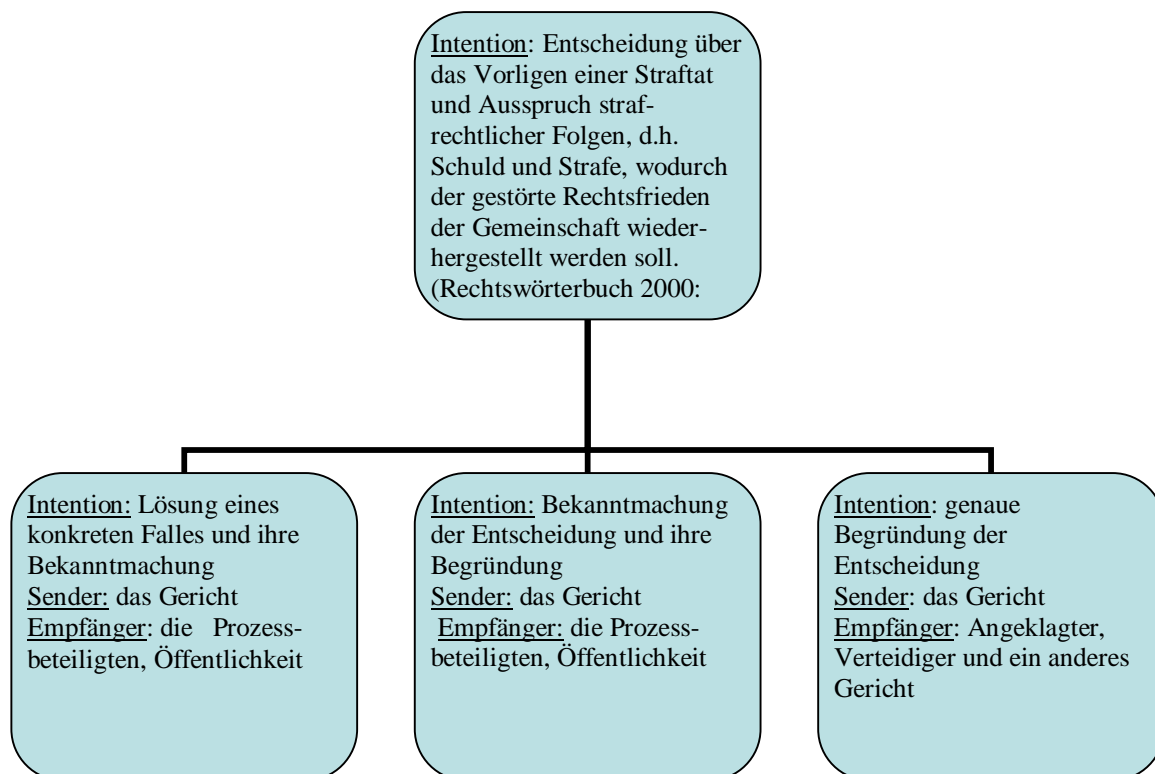 Intention: Entscheidung über
das Vorligen einer Straftat
und Ausspruch straf-
rechtlicher Folgen, d.h.
Schuld und Strafe, wodurch
der gestörte Rechtsfrieden
der Gemeinschaft wieder-
hergestellt werden soll.
(Rechtswörterbuch 2000:
Intention: Lösung eines
konkreten Falles und ihre
Bekanntmachung
Sender: das Gericht
Empfänger: die Prozess-
beteiligten, Öffentlichkeit
Intention: Bekanntmachung
der Entscheidung und ihre
Begründung
Sender: das Gericht
Empfänger: die Prozess-
beteiligten, Öffentlichkeit
Intention: genaue
Begründung der
Entscheidung
Sender: das Gericht
Empfänger: Angeklagter,
Verteidiger und ein anderes
Gericht